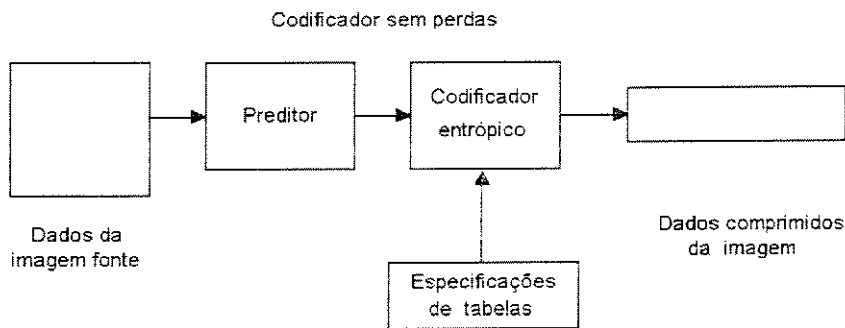 Codificador sem perdas
Preditor
Codificador
entrópico
Dados da
imagem fonte
Dados comprimidos
da imagem
Especificações
de tabelas